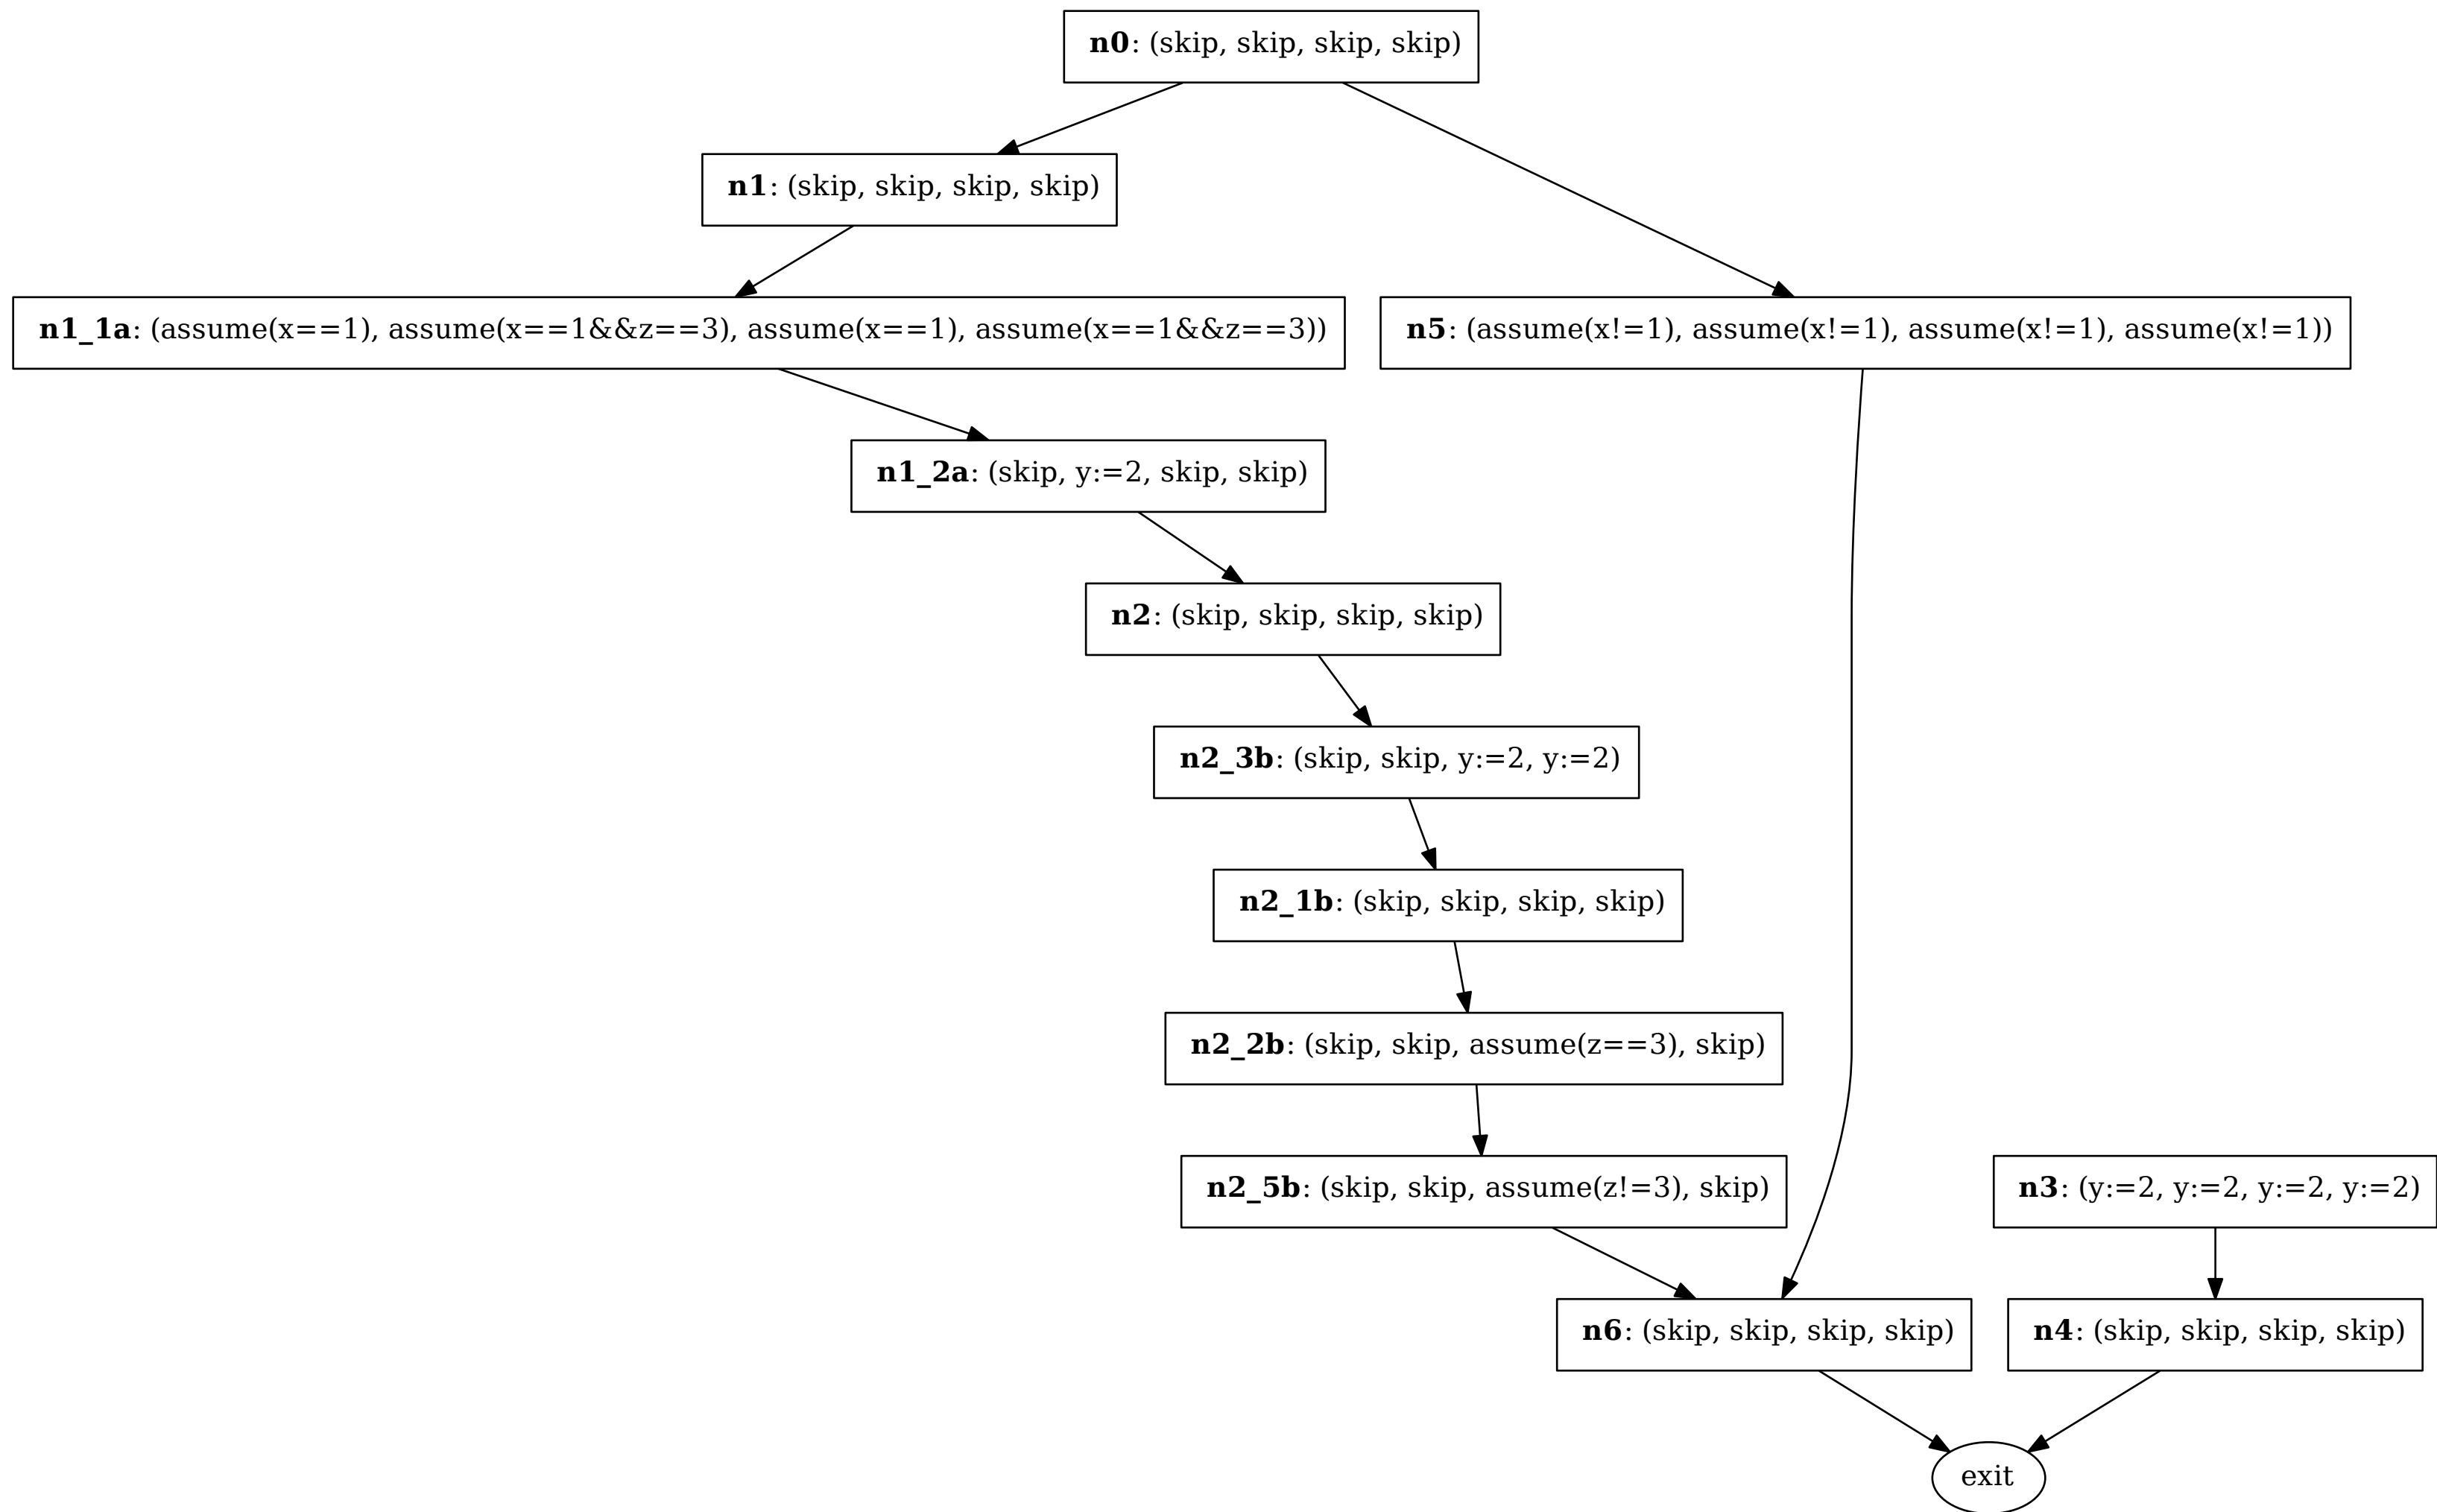 n0: (skip, skip, skip, skip)
n1: (skip, skip, skip, skip)
n1_1a: (assume(x==1), assume(x==1&&z==3), assume(x==1), assume(x==1&&z==3))
n5: (assume(x!=1), assume(x!=1), assume(x!=1), assume(x!=1))
n1_2a: (skip, y:=2, skip, skip)
n2: (skip, skip, skip, skip)
n2_3b: (skip, skip, y:=2, y:=2)
n2_1b: (skip, skip, skip, skip)
n2_2b: (skip, skip, assume(z==3), skip)
n2_5b: (skip, skip, assume(z!=3), skip)
n3: (y:=2, y:=2, y:=2, y:=2)
n6: (skip, skip, skip, skip)
n4: (skip, skip, skip, skip)
exit